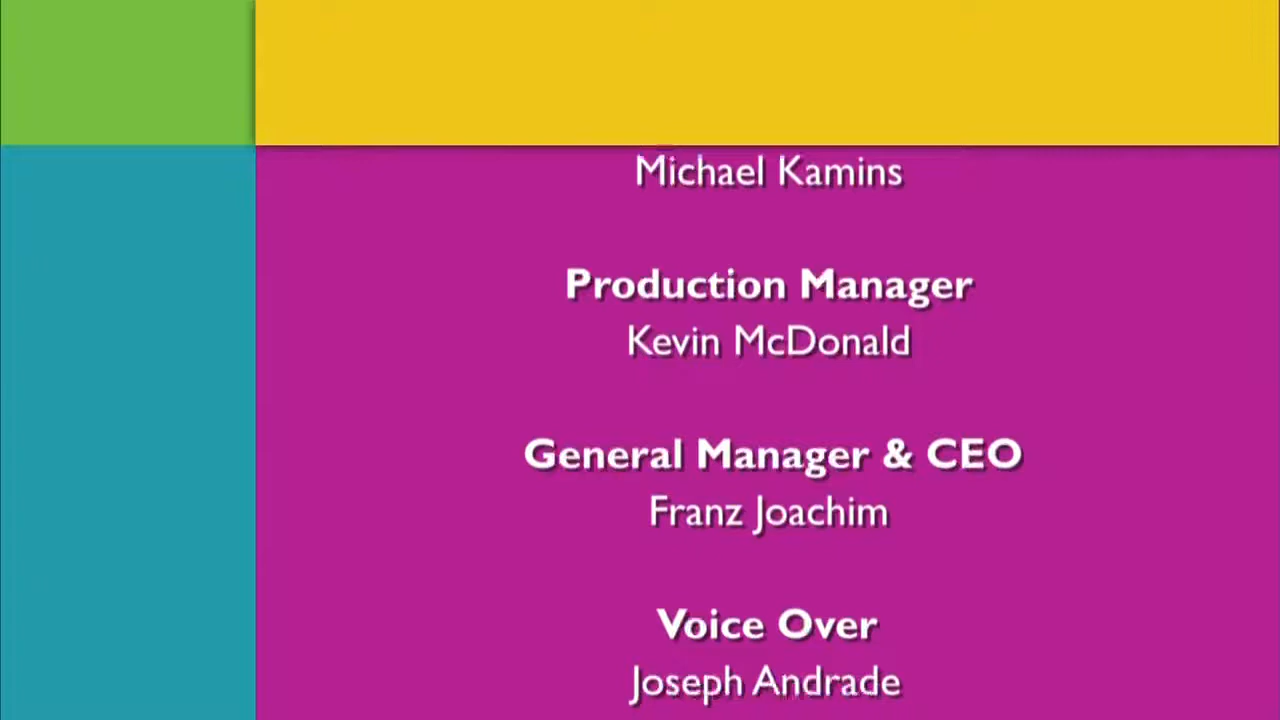 Michael Kamins
Production Manager
Kevin McDonald
General Manager & CEO
Franz Joachim
Voice Over
Joseph Andrade